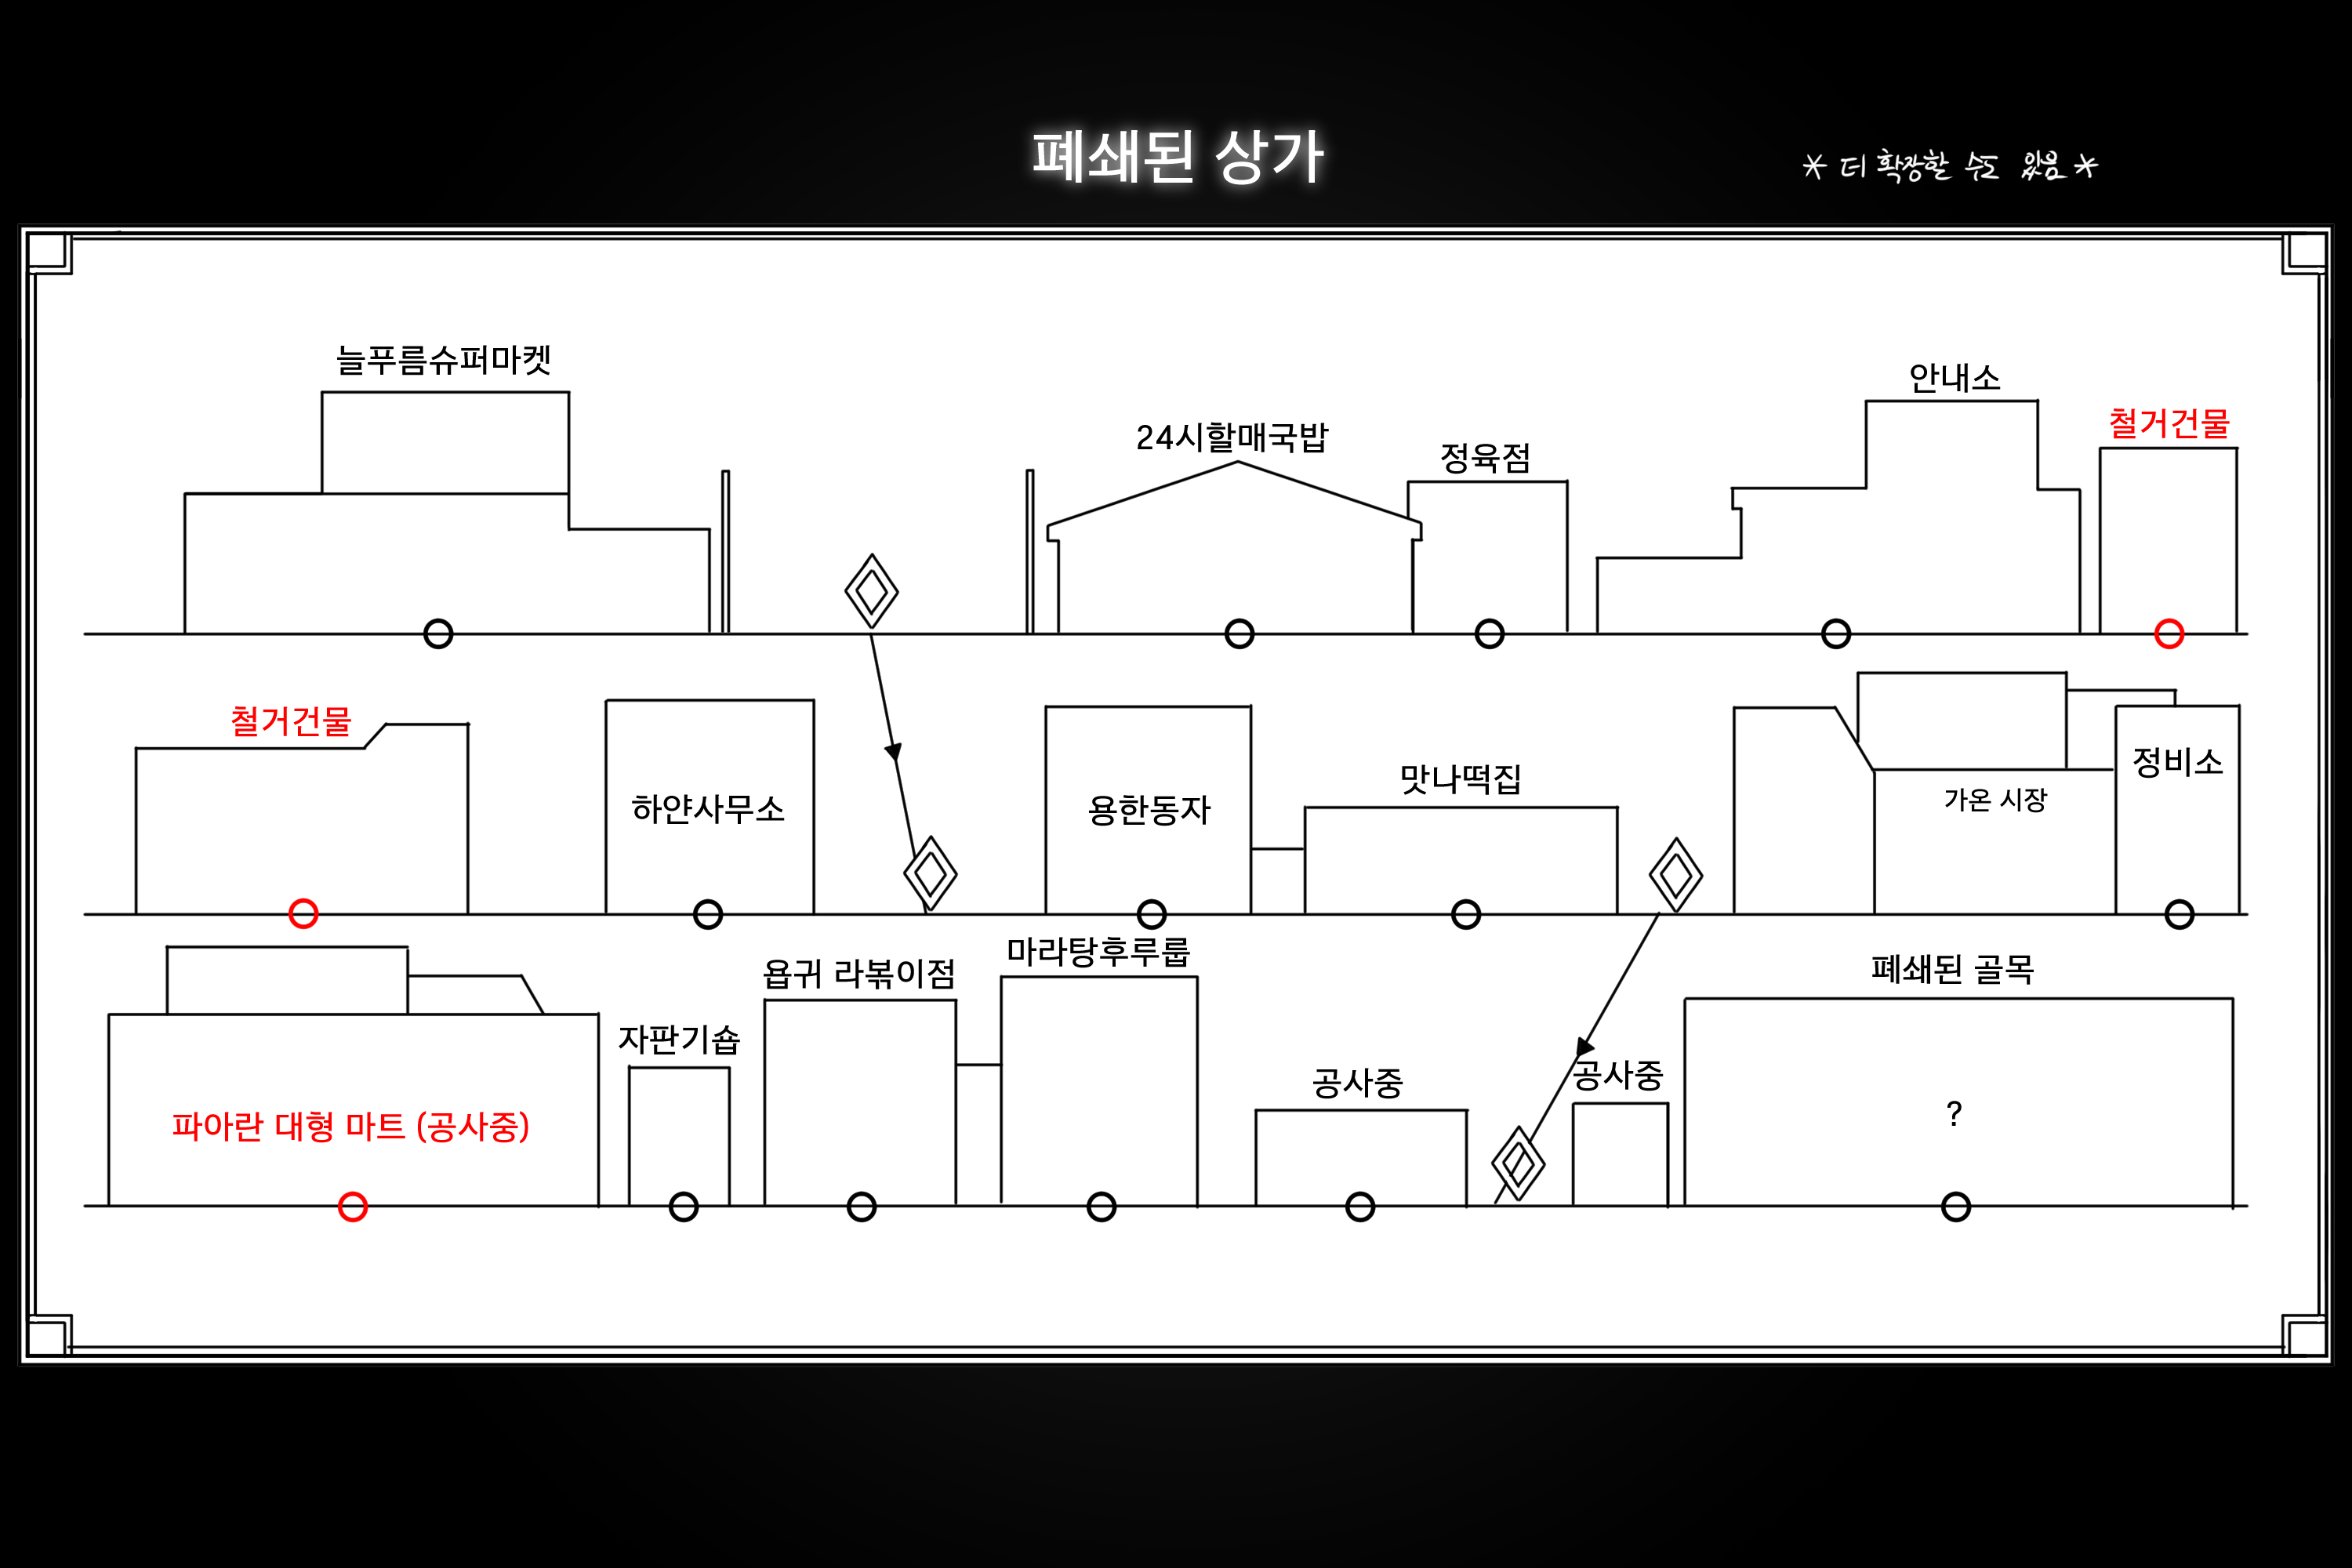 폐쇄된 상가
* 더 확장할 수도 있음 *
늘푸름슈퍼마켓
24시할매국밥
정육점
안내소
철거건물
철거건물
하얀사무소
용한동자
맛나떡집
가온 시장
정비소
파아란 대형 마트 (공사중)
자판기숍
욥귀 라볶이점
마라탕후루룹
공사중
공사중
폐쇄된 골목
?